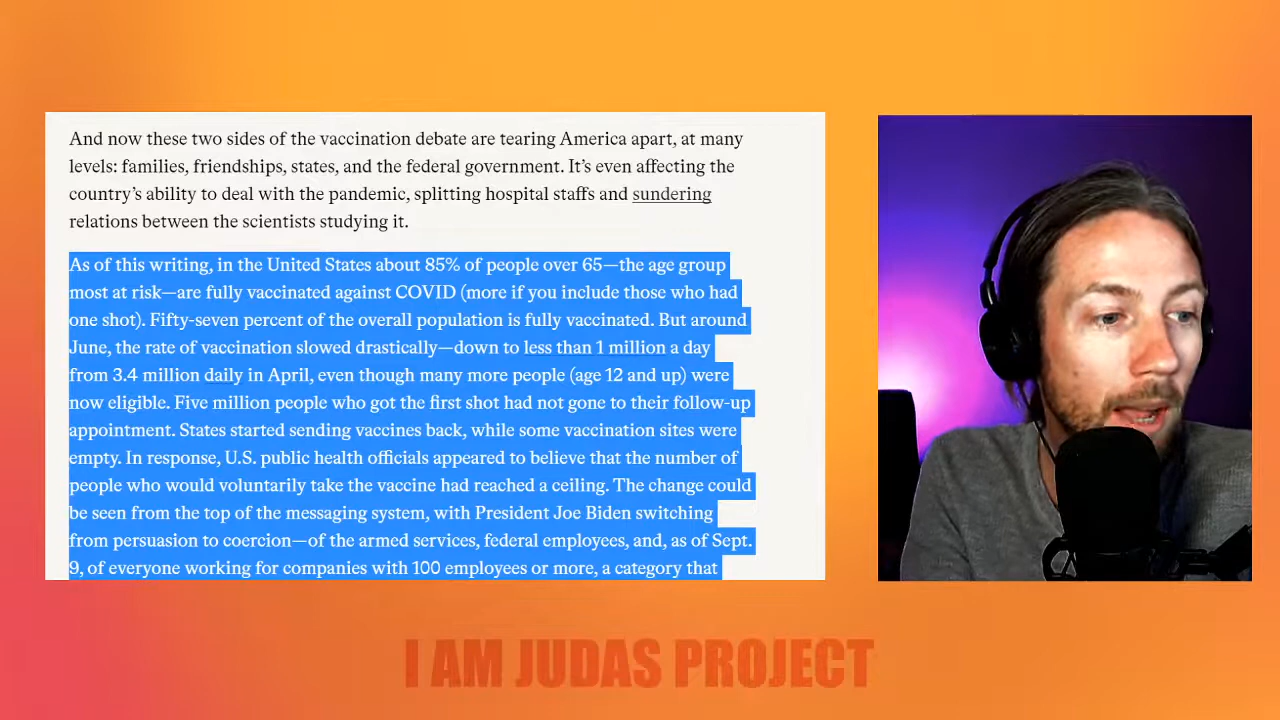 And now these two sides of the vaccination debate are tearing America apart, at many
levels: families, friendships, states, and the federal government. It’s even affecting the
country’s ability to deal with the pandemic, splitting hospital staffs and sundering
relations between the scientists studying it.
As of this writing, in the United States about 85% of people over 65—the age group
most at risk—are fully vaccinated against COVID (more if you include those who had
one shot). Fifty-seven percent of the overall population is fully vaccinated. But around
June, the rate of vaccination slowed drastically—down to less than 1 million a day
from 3.4 million daily in April, even though many more people (age 12 and up) were
now eligible. Five million people who got the first shot had not gone to their follow-up
appointment. States started sending vaccines back, while some vaccination sites were
empty. In response, U.S. public health officials appeared to believe that the number of
people who would voluntarily take the vaccine had reached a ceiling. The change could
be seen from the top of the messaging system, with President Joe Biden switching
from persuasion to coercion—of the armed services, federal employees, and, as of Sept.
9, of everyone working for companies with 100 employees or more, a category that
I AM JUDAS PROJECT